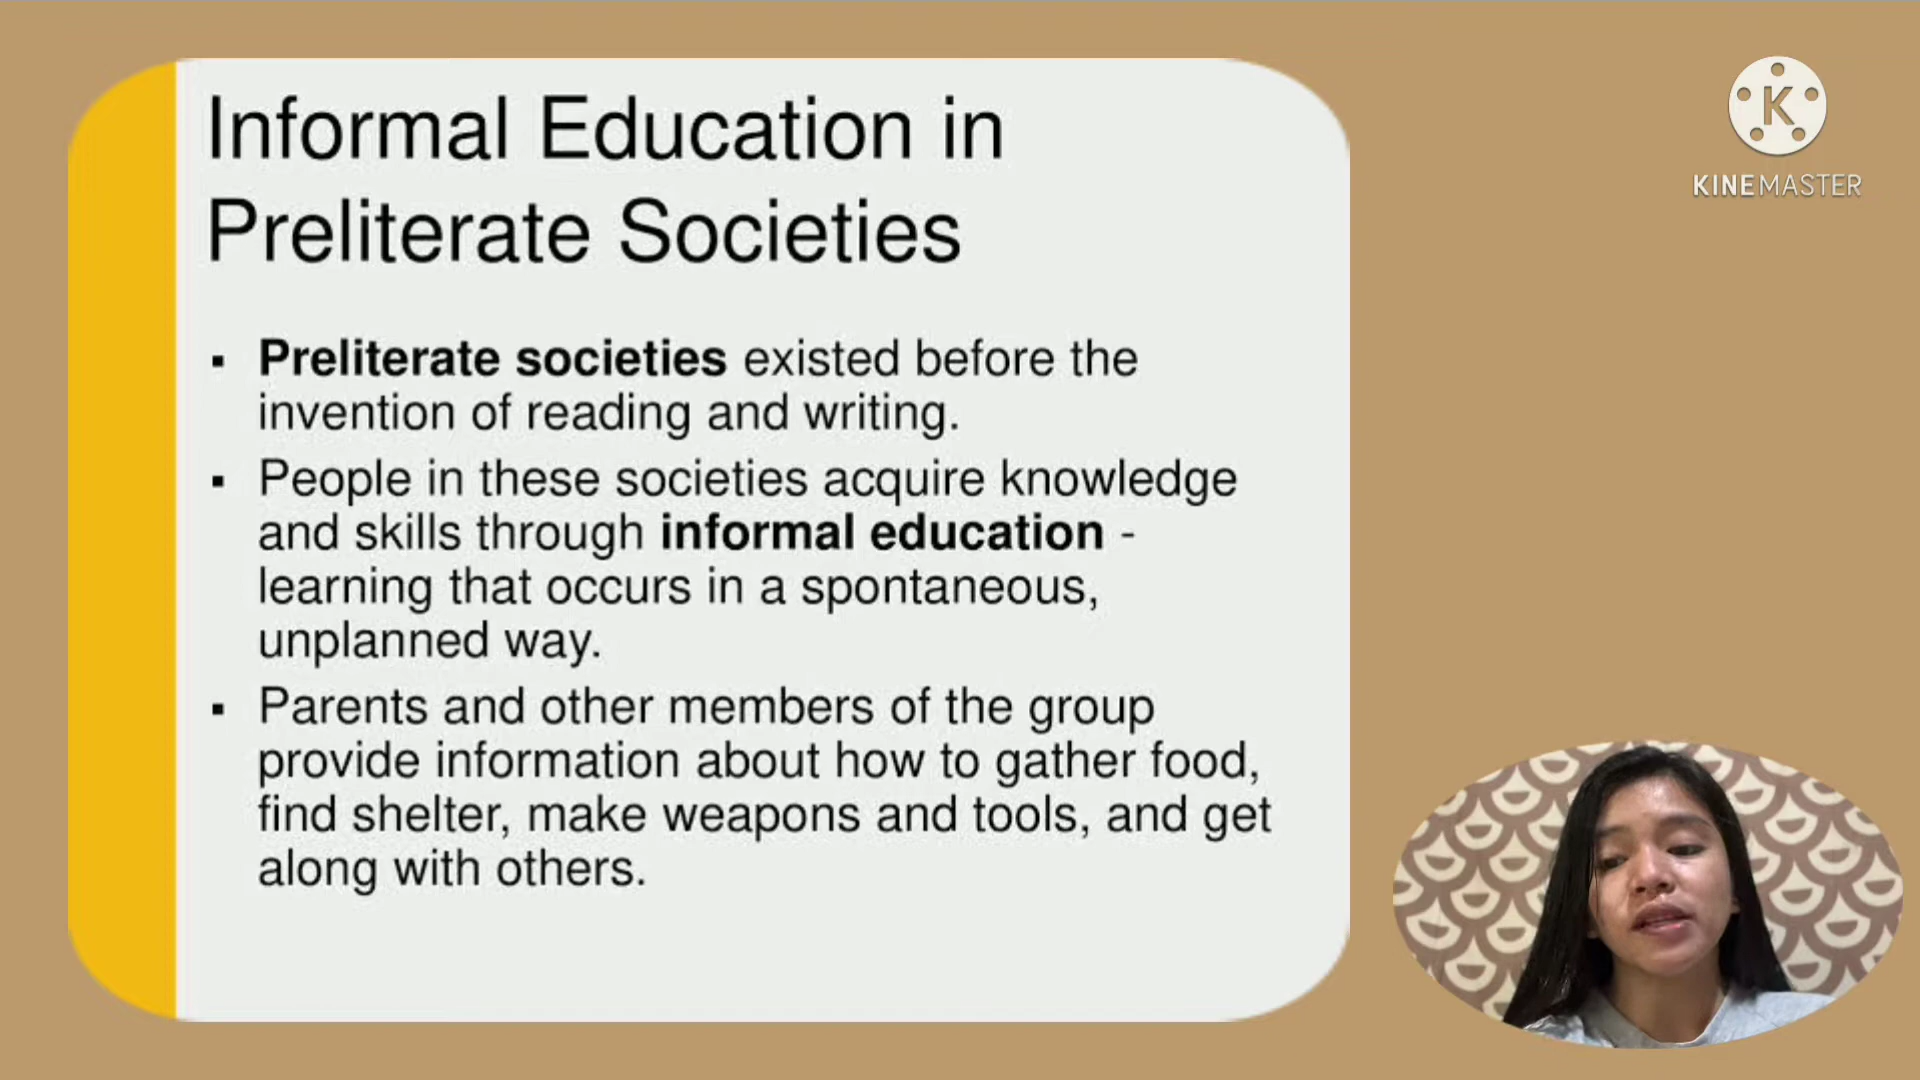 Informal Education in
Preliterate Societies
▪ Preliterate societies existed before the
invention of reading and writing.
▪ People in these societies acquire knowledge
and skills through informal education -
learning that occurs in a spontaneous,
unplanned way.
▪ Parents and other members of the group
provide information about how to gather food,
find shelter, make weapons and tools, and get
along with others.
K
KINEMASTER